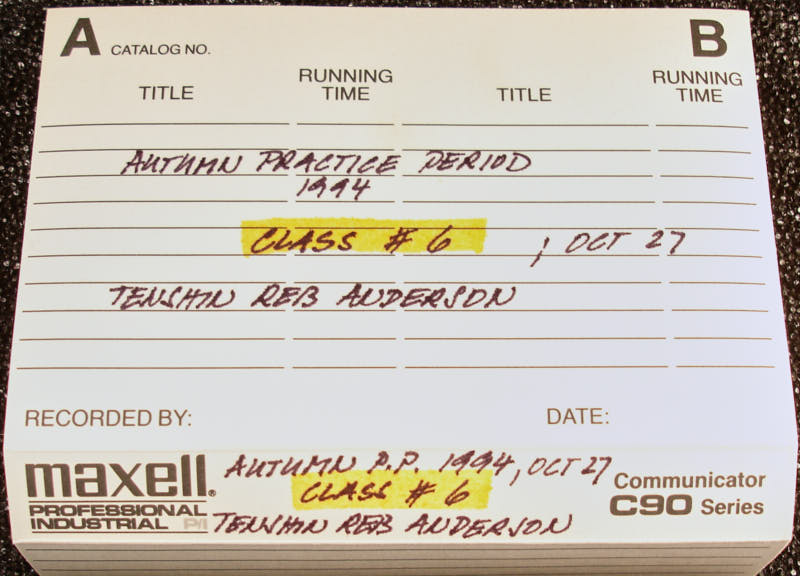 A CATALOG NO. B
TITLE RUNNING TIME TITLE RUNNING TIME
AUTUMN PRACTICE PERIOD
1994
CLASS # 6 ; OCT 27
TENSHIN REB ANDERSON
RECORDED BY: DATE:
maxell. AUTUMN P.P. 1994, OCT 27 Communicator
PROFESSIONAL CLASS # 6 C90 Series
INDUSTRIAL P/I TENSHIN REB ANDERSON